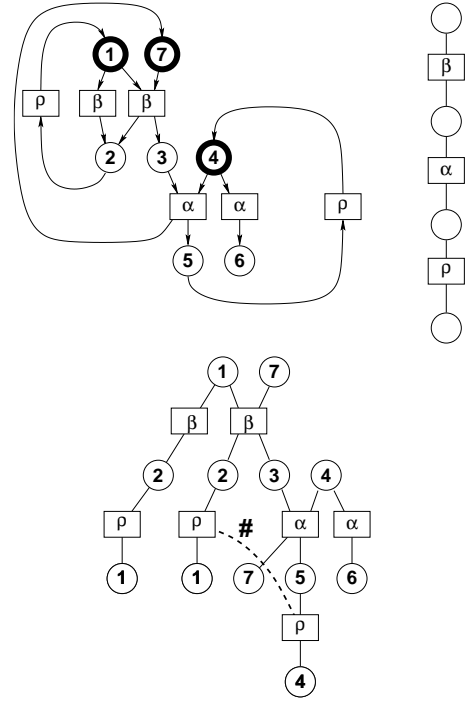 1 7
ρ β β β
2 3 4
α α ρ α
5 6
ρ
1 7
β β
2 2 3 4
ρ ρ # α α
1 1 7 5 6
ρ
4